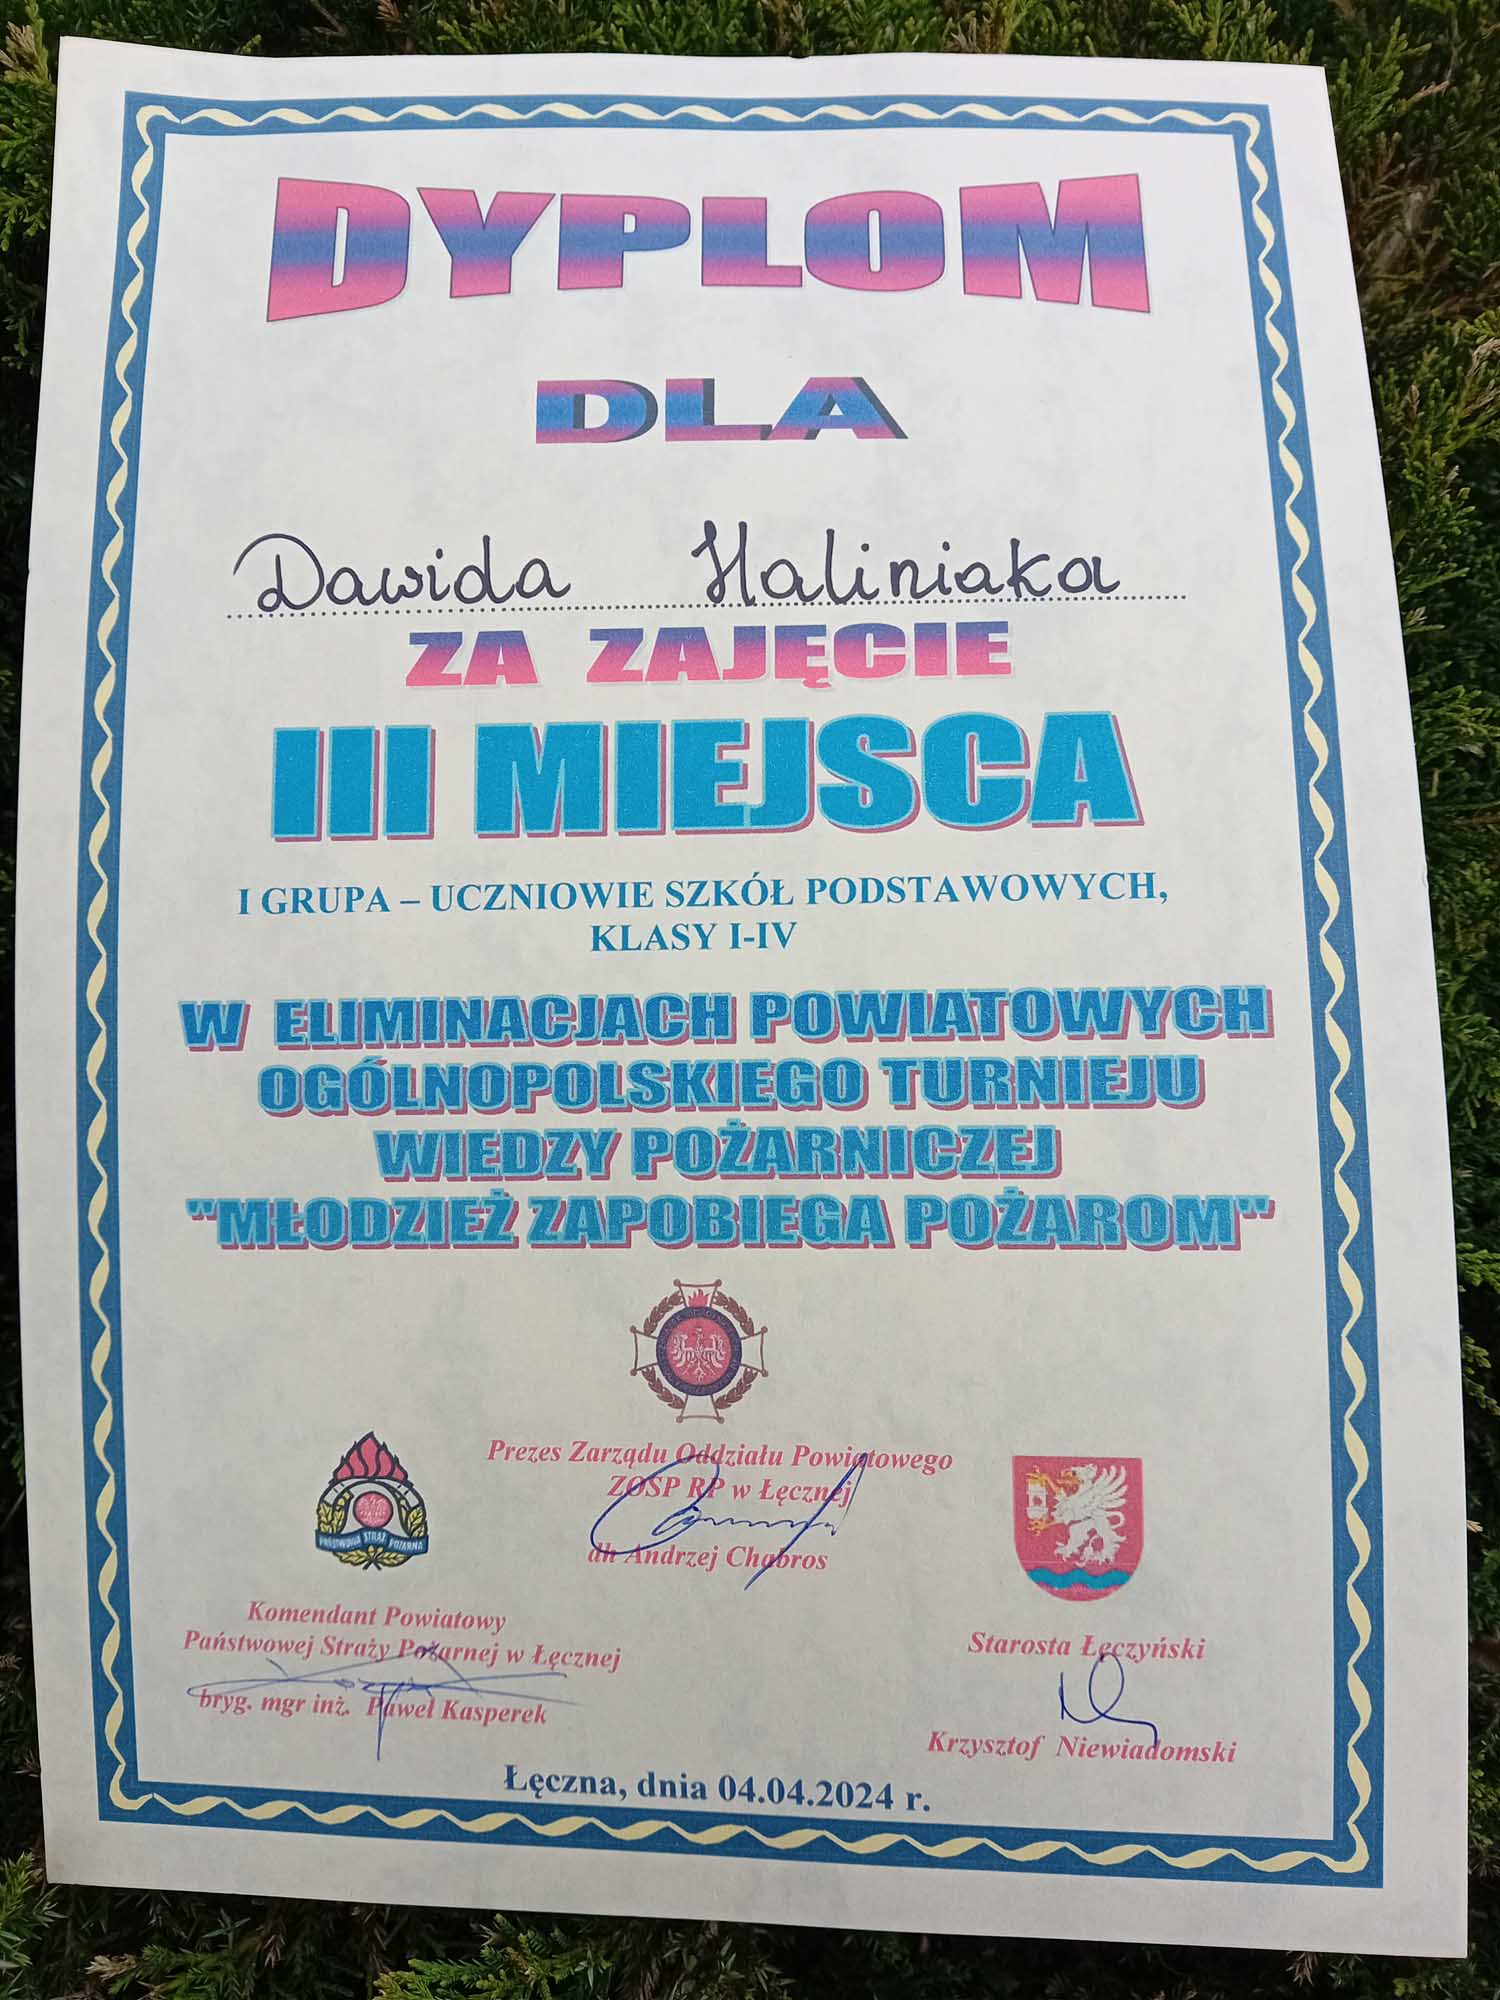 DYPLOM
DLA
Dawida Haliniaka
ZA ZAJĘCIE
III MIEJSCA
I GRUPA – UCZNIOWIE SZKÓŁ PODSTAWOWYCH,
KLASY I-IV
W ELIMINACJACH POWIATOWYCH
OGÓLNOPOLSKIEGO TURNIEJU
WIEDZY POŻARNICZEJ
"MŁODZIEŻ ZAPOBIEGA POŻAROM"
Prezes Zarządu Oddziału Powiatowego
ZOSP RP w Łęcznej
dh Andrzej Chabros
PAŃSTWOWA STRAŻ POŻARNA
Komendant Powiatowy
Państwowej Straży Pożarnej w Łęcznej
bryg. mgr inż. Paweł Kasperek
Starosta Łęczyński
Krzysztof Niewiadomski
Łęczna, dnia 04.04.2024 r.